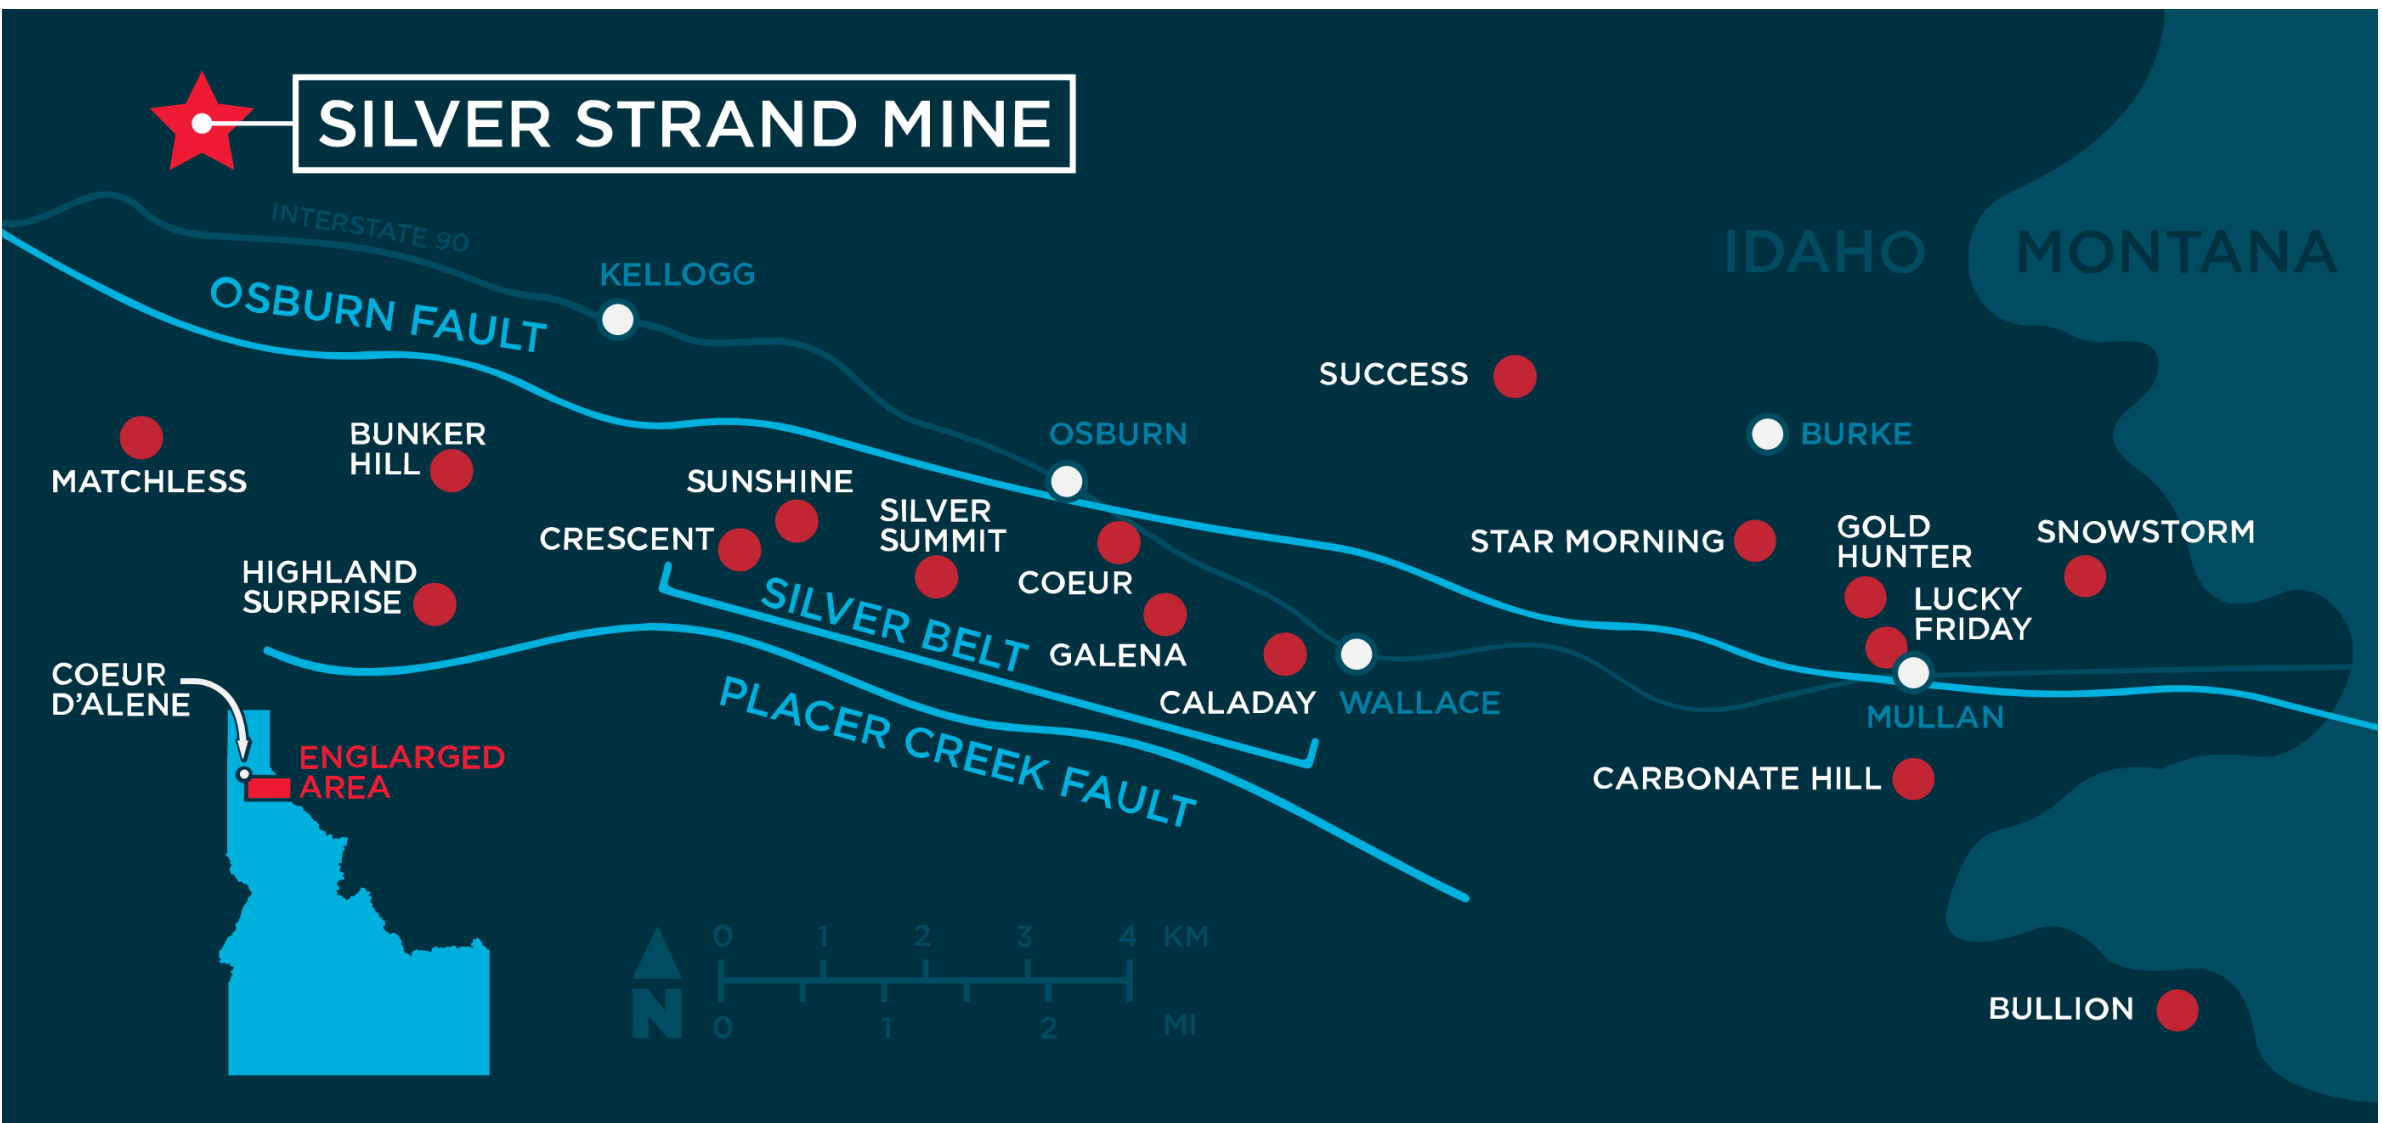 SILVER STRAND MINE
INTERSTATE 90
IDAHO
MONTANA
KELLOGG
OSBURN FAULT
SUCCESS
MATCHLESS
BUNKER
HILL
OSBURN
BURKE
SUNSHINE
CRESCENT
SILVER
SUMMIT
COEUR
STAR MORNING
GOLD
HUNTER
SNOWSTORM
LUCKY
FRIDAY
HIGHLAND
SURPRISE
SILVER BELT
GALENA
CALADAY
WALLACE
MULLAN
COEUR
D’ALENE
PLACER CREEK FAULT
ENGLARGED
AREA
CARBONATE HILL
0 1 2 3 4 KM
N
0 1 2 MI
BULLION